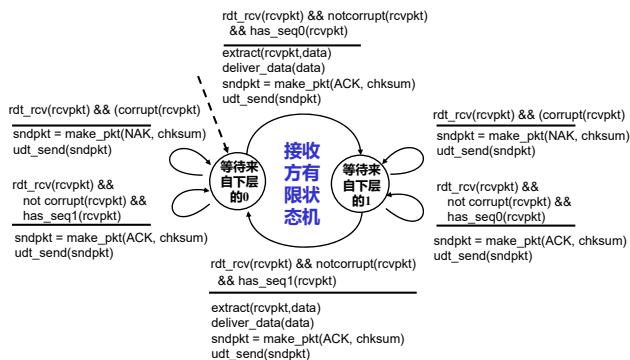 rdt_rcv(rcvpkt) && notcorrupt(rcvpkt)
&& has_seq0(rcvpkt)
extract(rcvpkt,data)
deliver_data(data)
sndpkt = make_pkt(ACK, chksum)
udt_send(sndpkt)
rdt_rcv(rcvpkt) && (corrupt(rcvpkt)
sndpkt = make_pkt(NAK, chksum)
udt_send(sndpkt)
rdt_rcv(rcvpkt) &&
not corrupt(rcvpkt) &&
has_seq1(rcvpkt)
sndpkt = make_pkt(ACK, chksum)
udt_send(sndpkt)
等待来
自下层
的0
接收
方有
限状
态机
等待来
自下层
的1
rdt_rcv(rcvpkt) && (corrupt(rcvpkt)
sndpkt = make_pkt(NAK, chksum)
udt_send(sndpkt)
rdt_rcv(rcvpkt) &&
not corrupt(rcvpkt) &&
has_seq0(rcvpkt)
sndpkt = make_pkt(ACK, chksum)
udt_send(sndpkt)
rdt_rcv(rcvpkt) && notcorrupt(rcvpkt)
&& has_seq1(rcvpkt)
extract(rcvpkt,data)
deliver_data(data)
sndpkt = make_pkt(ACK, chksum)
udt_send(sndpkt)